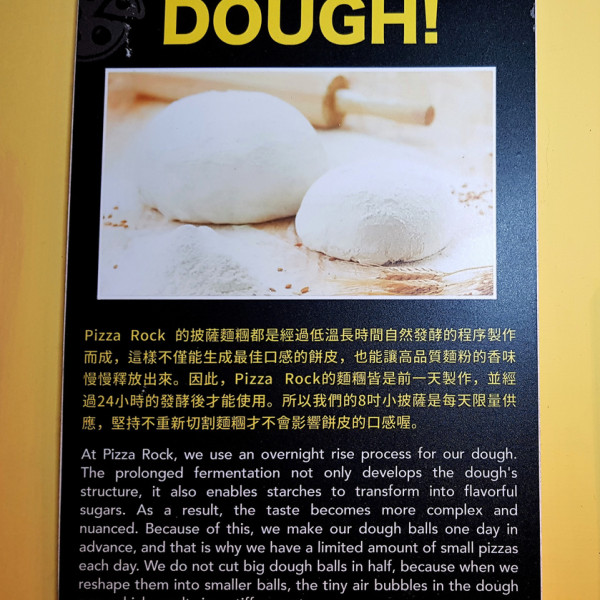 DOUGH!
Pizza Rock 的披薩麵糰都是經過低溫長時間自然發酵的程序製作
而成，這樣不僅能生成最佳口感的餅皮，也能讓高品質麵粉的香味
慢慢釋放出來。因此，Pizza Rock的麵糰皆是前一天製作，並經
過24小時的發酵後才能使用。所以我們的8吋小披薩是每天限量供
應，堅持不重新切割麵糰才不會影響餅皮的口感喔。
At Pizza Rock, we use an overnight rise process for our dough.
The prolonged fermentation not only develops the dough's
structure, it also enables starches to transform into flavorful
sugars. As a result, the taste becomes more complex and
nuanced. Because of this, we make our dough balls one day in
advance, and that is why we have a limited amount of small pizzas
each day. We do not cut big dough balls in half, because when we
reshape them into smaller balls, the tiny air bubbles in the dough